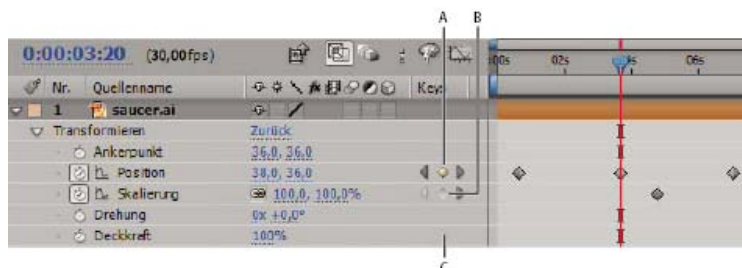 A B
0:00:03:20 (30,00fps)
:00s 02s 06s
Nr. Quellenname Keys
1 saucer.ai
Transformieren Zurück
Ankerpunkt 36,0, 36,0
Position 38,0, 36,0
Skalierung 100,0, 100,0%
Drehung 0x +0,0°
Deckkraft 100%
C